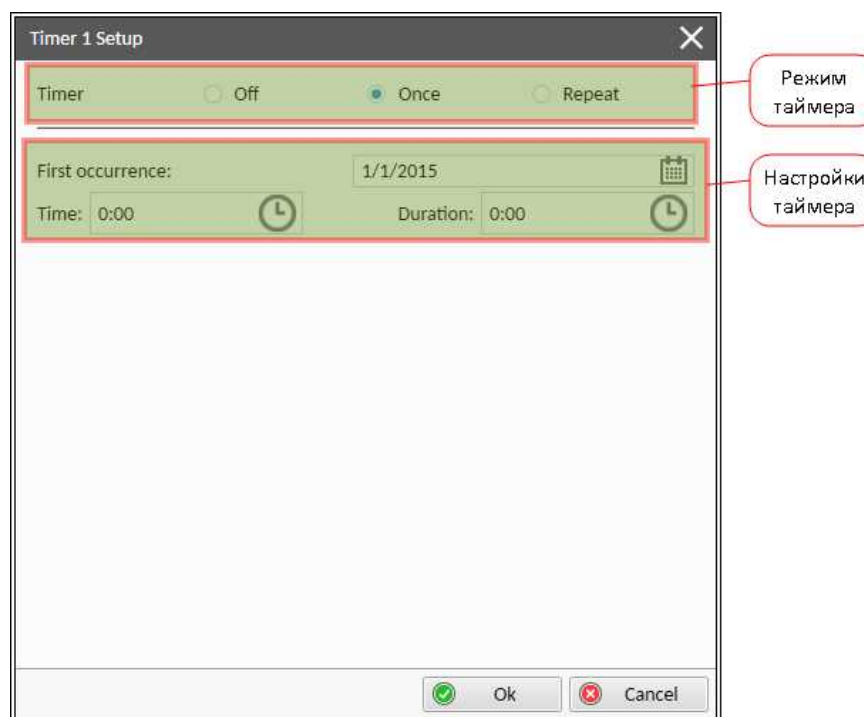 Timer 1 Setup
Timer Off Once Repeat
Режим
таймера
First occurrence: 1/1/2015
Time: 0:00 Duration: 0:00
Настройки
таймера
Ok Cancel